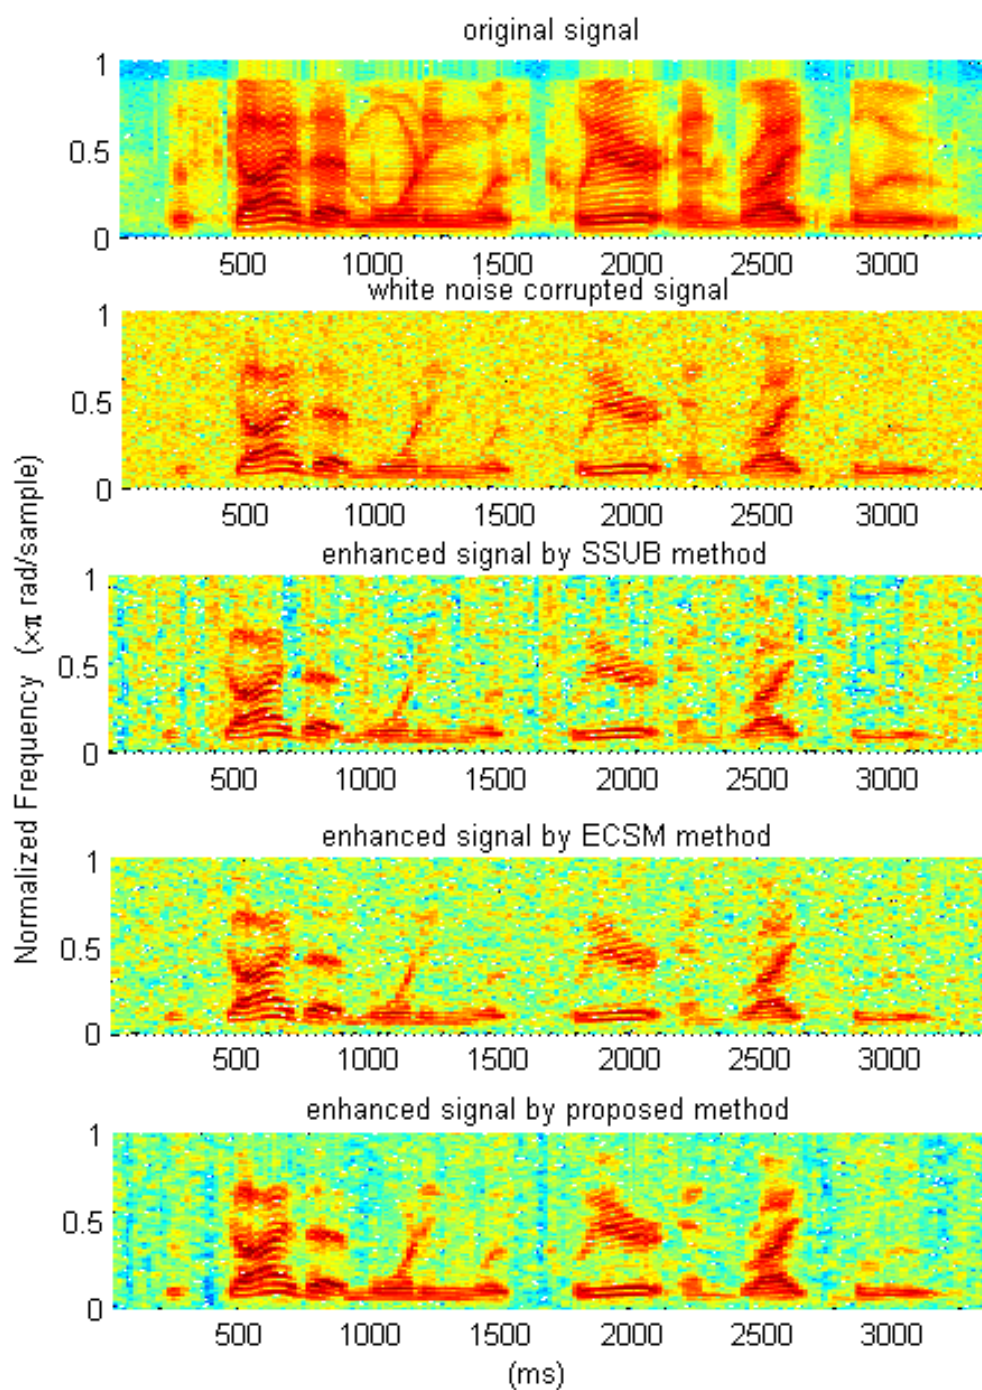 original signal
1
0.5
0
500 1000 1500 2000 2500 3000
white noise corrupted signal
1
0.5
0
500 1000 1500 2000 2500 3000
enhanced signal by SSUB method
1
0.5
0
500 1000 1500 2000 2500 3000
Normalized Frequency (×π rad/sample)
enhanced signal by ECSM method
1
0.5
0
500 1000 1500 2000 2500 3000
enhanced signal by proposed method
1
0.5
0
500 1000 1500 2000 2500 3000
(ms)